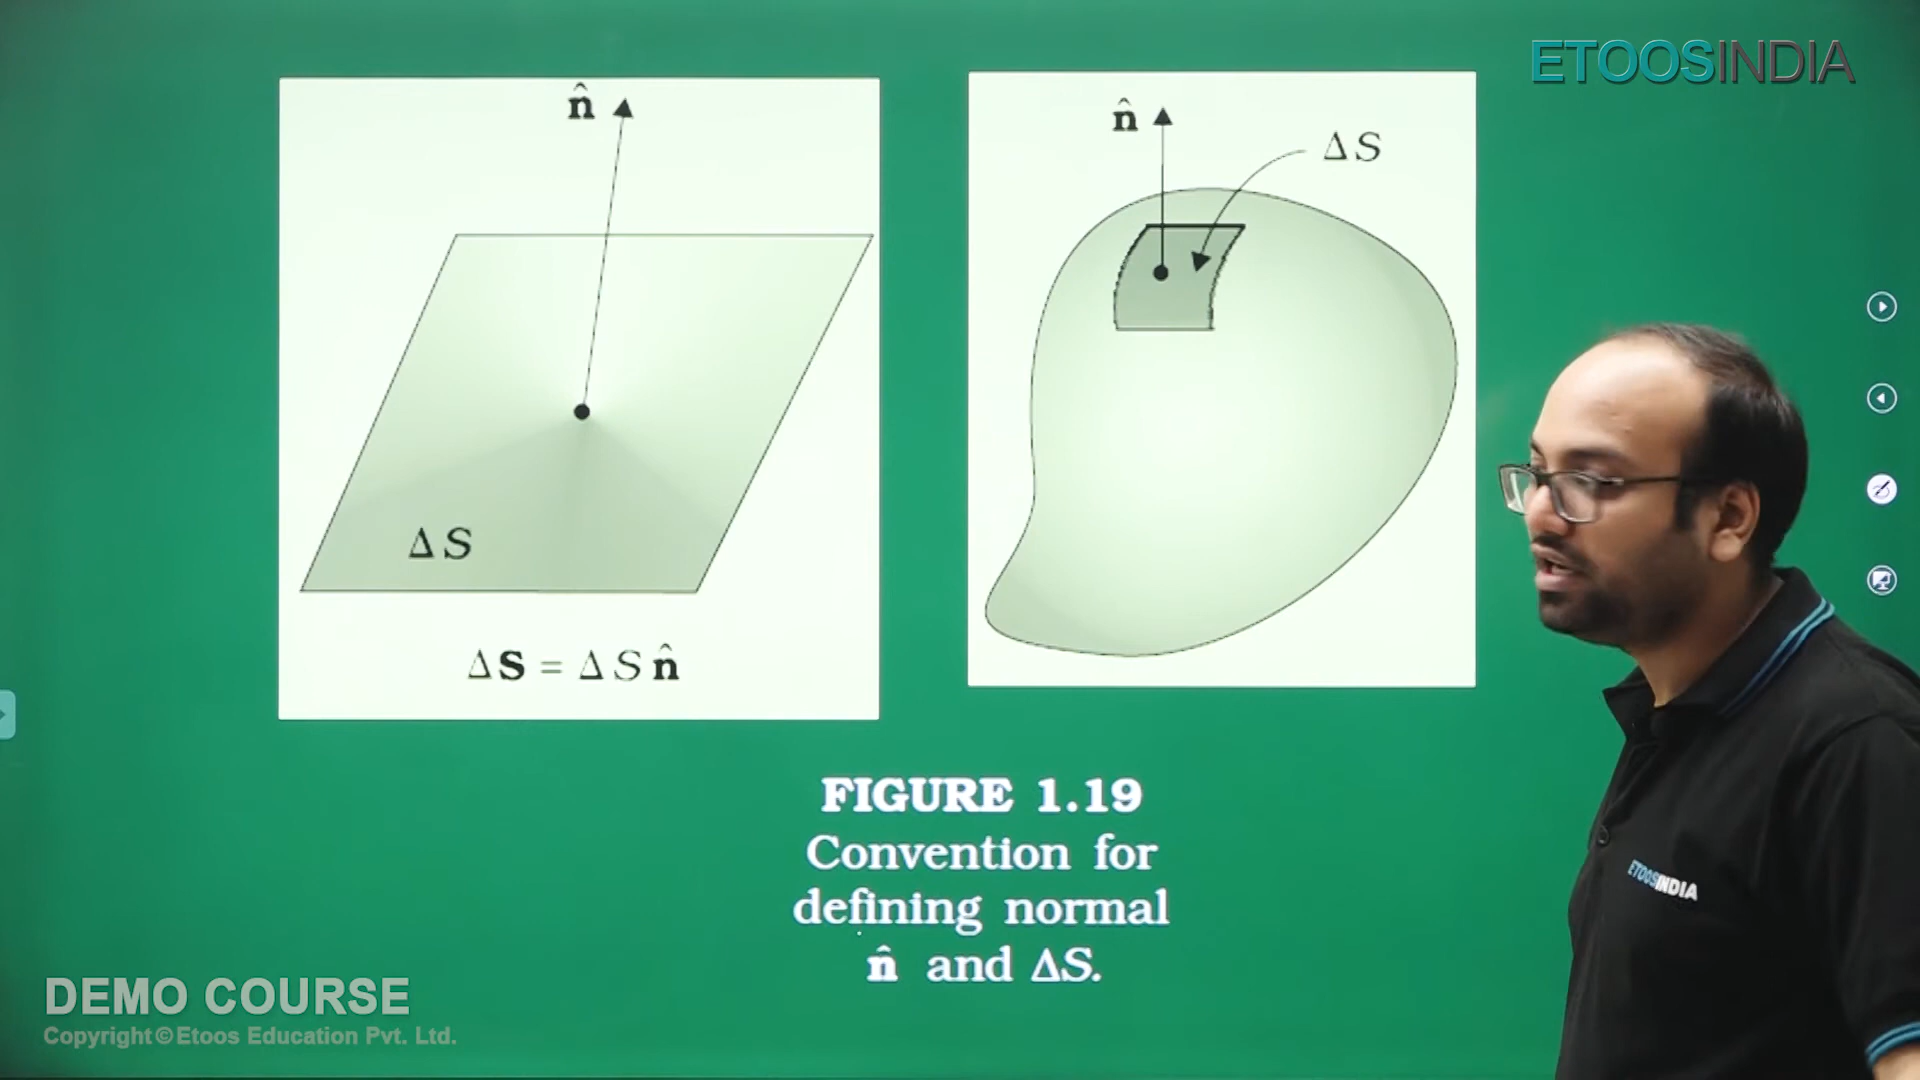 ETOOSINDIA
n̂
ΔS
ΔS = ΔS n̂
n̂
ΔS
FIGURE 1.19
Convention for
defining normal
n̂ and ΔS.
ETOOSINDIA
DEMO COURSE
Copyright©Etoos Education Pvt. Ltd.